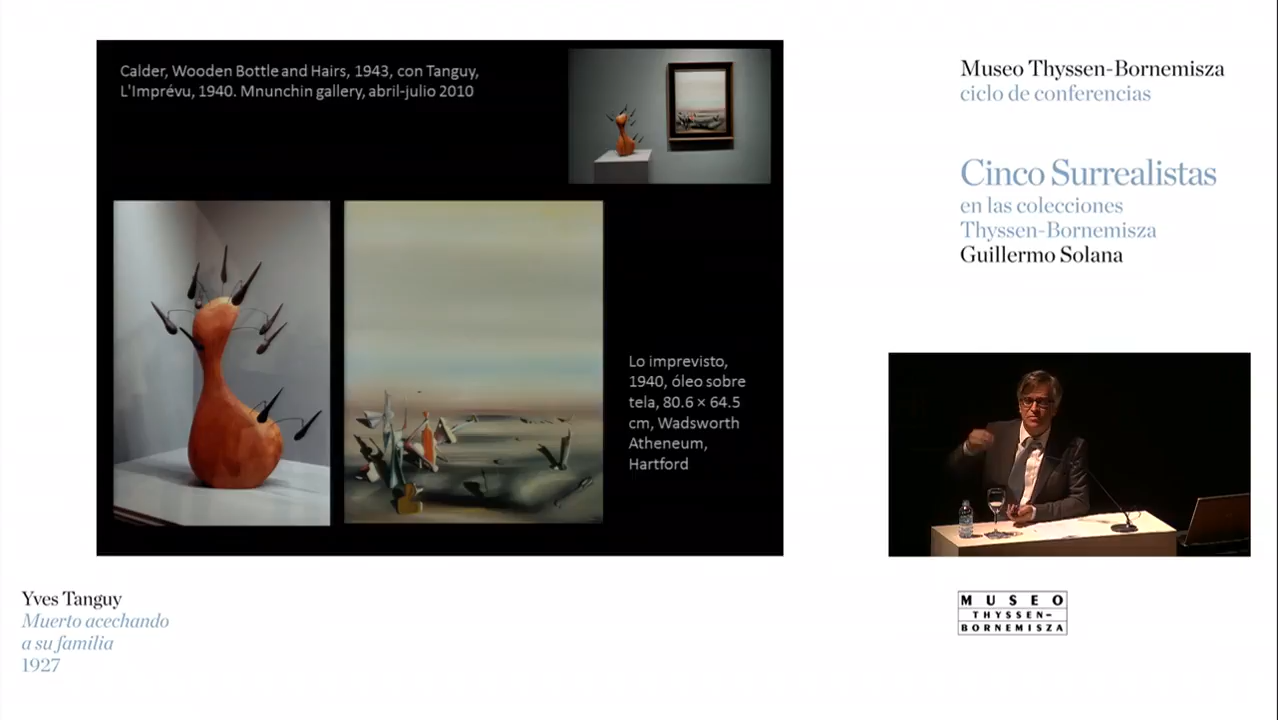 Calder, Wooden Bottle and Hairs, 1943, con Tanguy,
L'Imprévu, 1940. Mnunchin gallery, abril-julio 2010
Lo imprevisto,
1940, óleo sobre
tela, 80.6 × 64.5
cm, Wadsworth
Atheneum,
Hartford
Museo Thyssen-Bornemisza
ciclo de conferencias
Cinco Surrealistas
en las colecciones
Thyssen-Bornemisza
Guillermo Solana
Yves Tanguy
Muerto acechando
a su familia
1927
MUSEO
THYSSEN-
BORNEMISZA